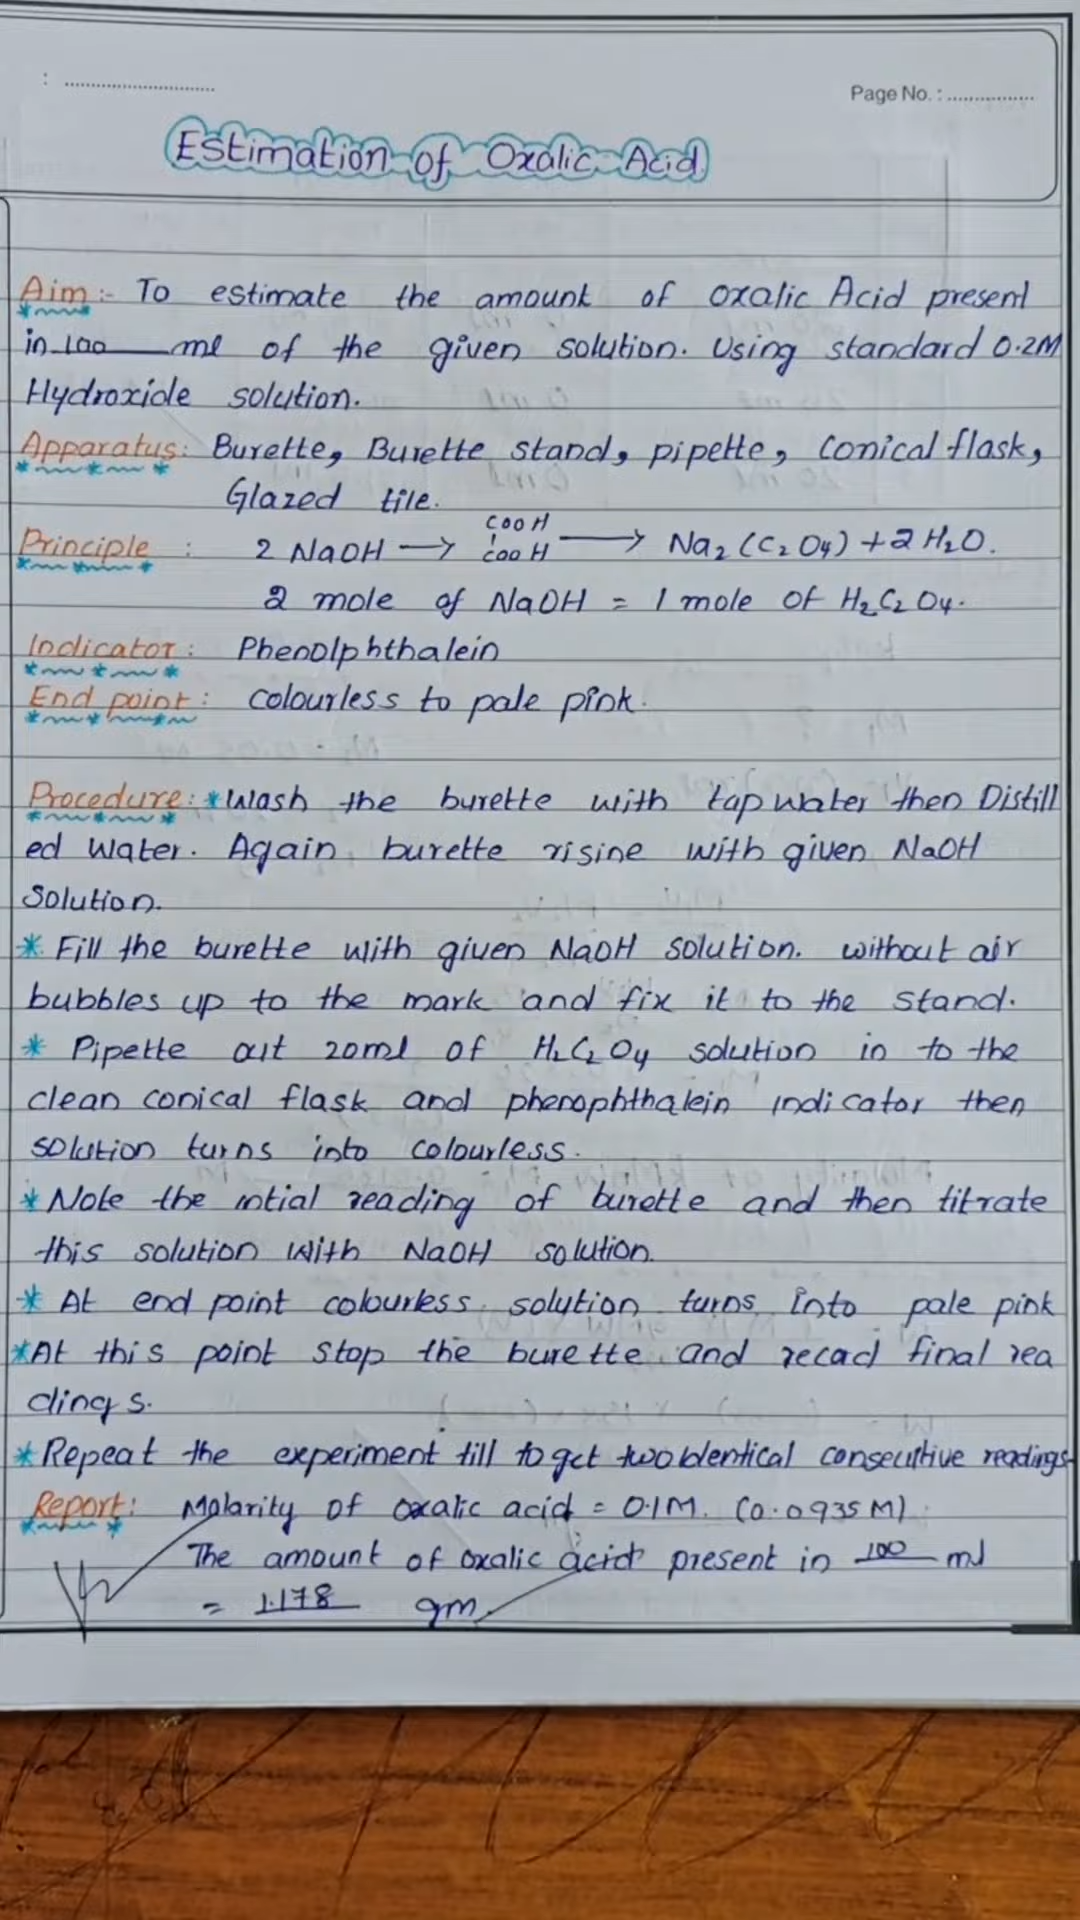 : ..............................
Page No. : .................
Estimation of Oxalic Acid
Aim :- To estimate the amount of oxalic Acid present
in 100 ml of the given solution. Using standard 0.2M
Hydroxide solution.
Apparatus: Burette, Burette stand, pipette, conical flask,
Glazed tile.
COOH
Principle : 2 NaOH → COOH → Na2 (C2O4) + 2 H2O.
2 mole of NaOH = 1 mole of H2C2O4.
Indicator : Phenolphthalein
End point : colourless to pale pink.
Procedure : * Wash the burette with tap water then Distill
ed water. Again burette risine with given NaOH
Solution.
* Fill the burette with given NaOH solution. without air
bubbles up to the mark and fix it to the stand.
* Pipette out 20ml of H2C2O4 solution in to the
clean conical flask and phenophthalein indicator then
solution turns into colourless.
* Note the intial reading of burette and then titrate
this solution with NaOH solution.
* At end point colourless solution turns into pale pink
* At this point stop the burette and recad final rea
dings.
* Repeat the experiment till to get two identical consecutive readings
Report : Molarity of oxalic acid = 0.1M. (0.0935M)
The amount of oxalic acid present in 100 ml
= 1.178 gm